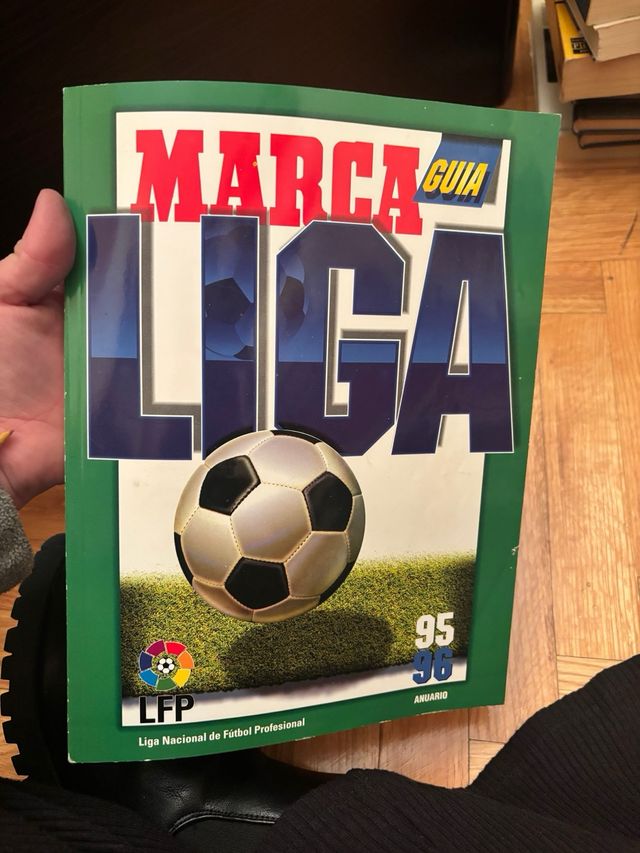 MARCA
GUIA
LIGA
95
96
ANUARIO
LFP
Liga Nacional de Fútbol Profesional